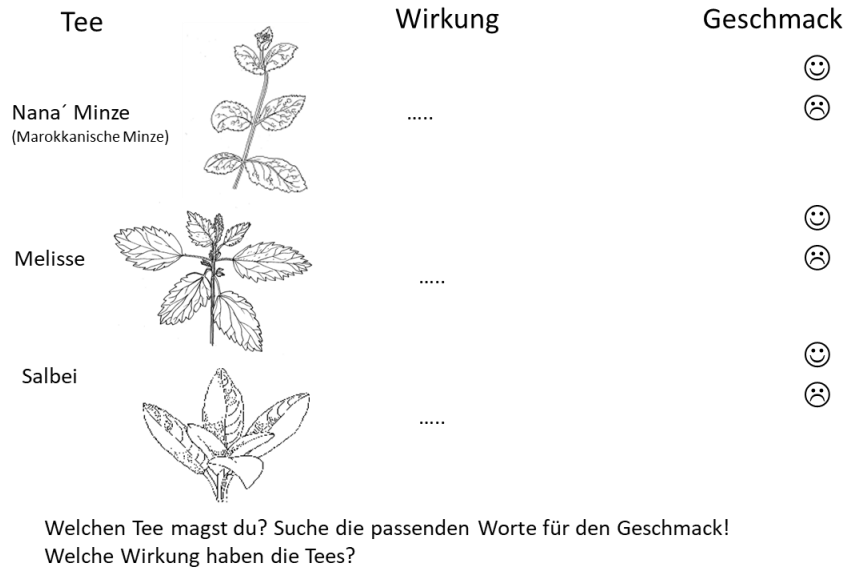 Tee Wirkung Geschmack
Nana´ Minze
(Marokkanische Minze)
.....
Melisse
.....
Salbei
.....
Welchen Tee magst du? Suche die passenden Worte für den Geschmack!
Welche Wirkung haben die Tees?